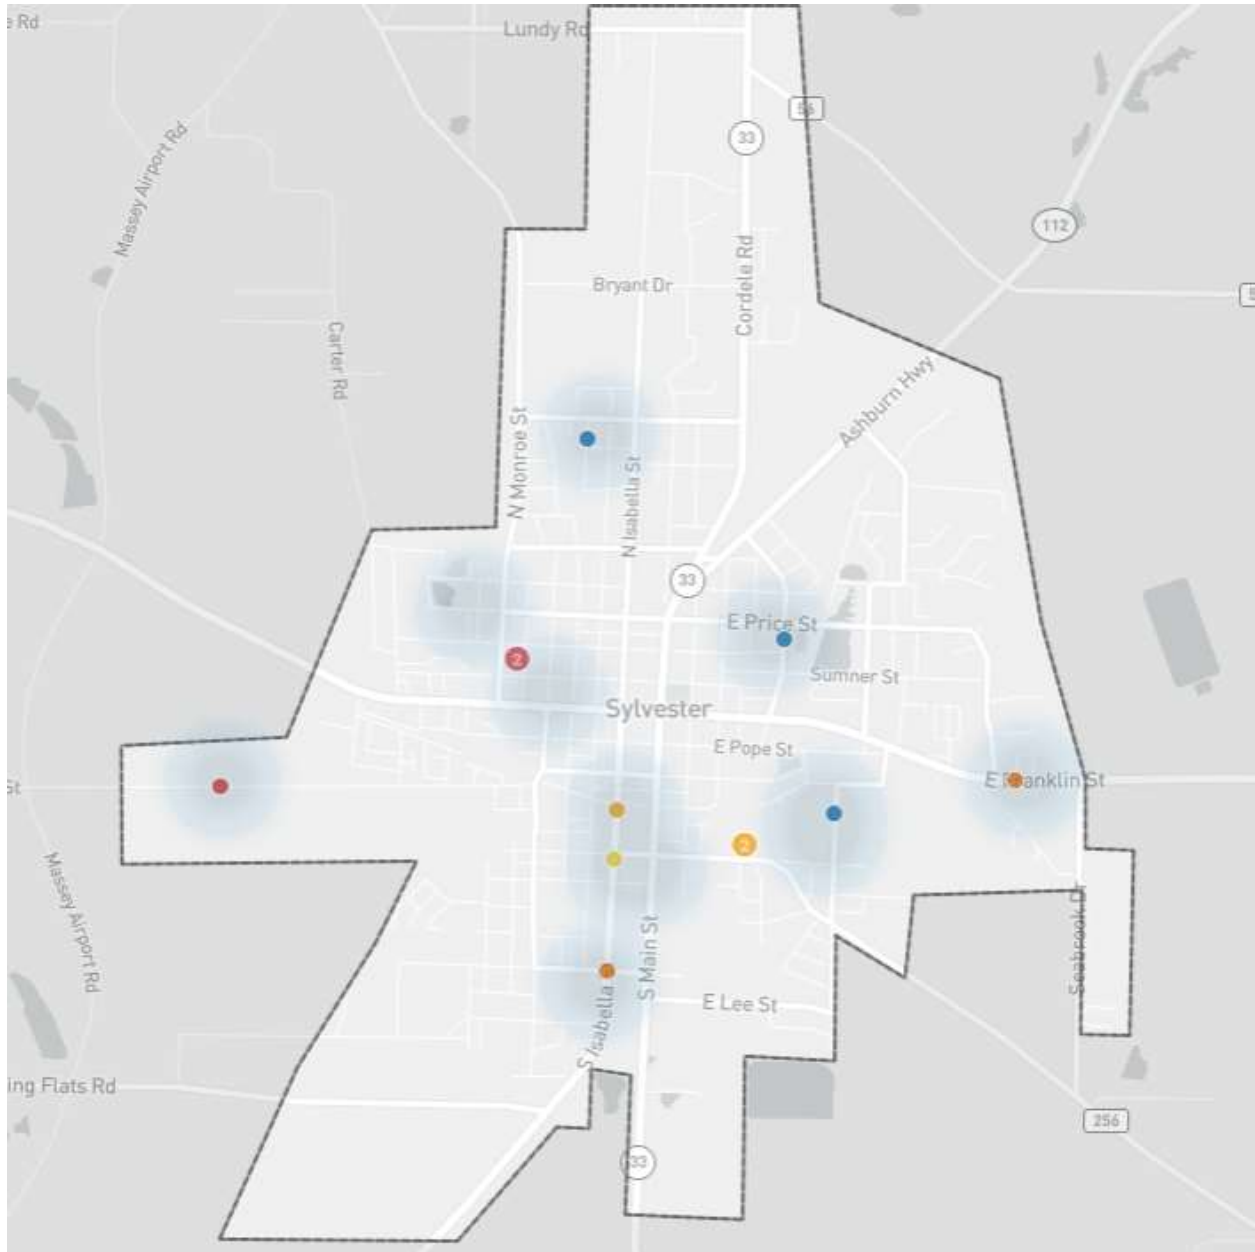 Rd
Lundy Rd
56
33
Massey Airport Rd
112
Cordele Rd
Bryant Dr
5
Carter Rd
Ashburn Hwy
N Monroe St
N Isabella St
33
E Price St
2
Sumner St
Sylvester
E Pope St
St
E Franklin St
2
Massey Airport Rd
Seabrook Dr
S Main St
E Lee St
S Isabella
ing Flats Rd
256
33